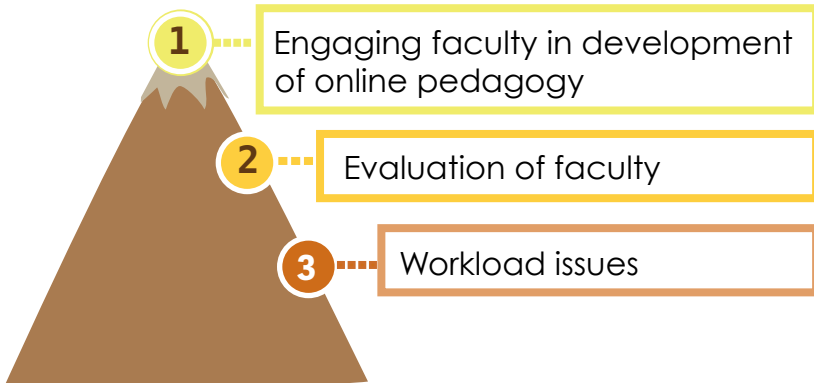 1
Engaging faculty in development
of online pedagogy
2
Evaluation of faculty
3
Workload issues